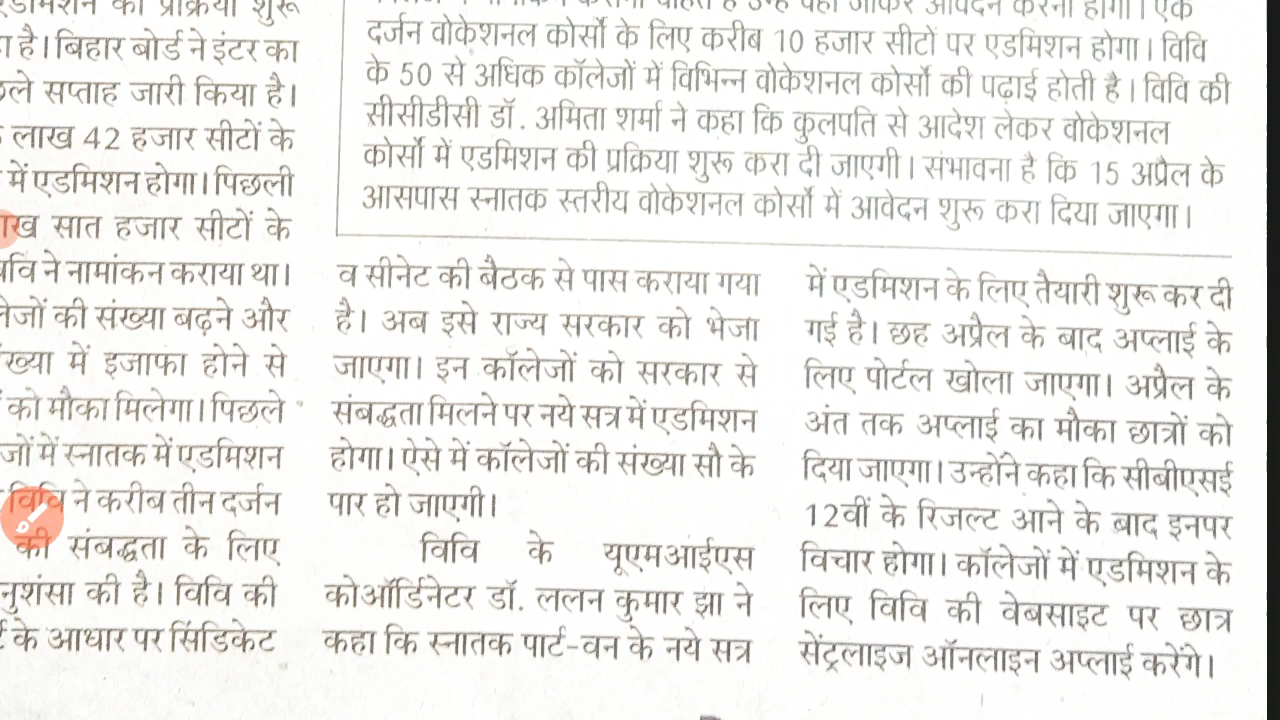 की प्रक्रिया शुरू
है। बिहार बोर्ड ने इंटर का
सप्ताह जारी किया है।
लाख 42 हजार सीटों के
में एडमिशन होगा। पिछली
सात हजार सीटों के
ने नामांकन कराया था।
की संख्या बढ़ने और
में इजाफा होने से
को मौका मिलेगा। पिछले
में स्नातक में एडमिशन
विवि ने करीब तीन दर्जन
की संबद्धता के लिए
की है। विवि की
के आधार पर सिंडिकेट
करना होगा। एक
दर्जन वोकेशनल कोर्सों के लिए करीब 10 हजार सीटों पर एडमिशन होगा। विवि
के 50 से अधिक कॉलेजों में विभिन्न वोकेशनल कोर्सों की पढ़ाई होती है। विवि की
सीसीडीसी डॉ. अमिता शर्मा ने कहा कि कुलपति से आदेश लेकर वोकेशनल
कोर्सों में एडमिशन की प्रक्रिया शुरू करा दी जाएगी। संभावना है कि 15 अप्रैल के
आसपास स्नातक स्तरीय वोकेशनल कोर्सों में आवेदन शुरू करा दिया जाएगा।
व सीनेट की बैठक से पास कराया गया
है। अब इसे राज्य सरकार को भेजा
जाएगा। इन कॉलेजों को सरकार से
संबद्धता मिलने पर नये सत्र में एडमिशन
होगा। ऐसे में कॉलेजों की संख्या सौ के
पार हो जाएगी।
विवि के यूएमआईएस
कोऑर्डिनेटर डॉ. ललन कुमार झा ने
कहा कि स्नातक पार्ट-वन के नये सत्र
में एडमिशन के लिए तैयारी शुरू कर दी
गई है। छह अप्रैल के बाद अप्लाई के
लिए पोर्टल खोला जाएगा। अप्रैल के
अंत तक अप्लाई का मौका छात्रों को
दिया जाएगा। उन्होंने कहा कि सीबीएसई
12वीं के रिजल्ट आने के बाद इनपर
विचार होगा। कॉलेजों में एडमिशन के
लिए विवि की वेबसाइट पर छात्र
सेंट्रलाइज ऑनलाइन अप्लाई करेंगे।